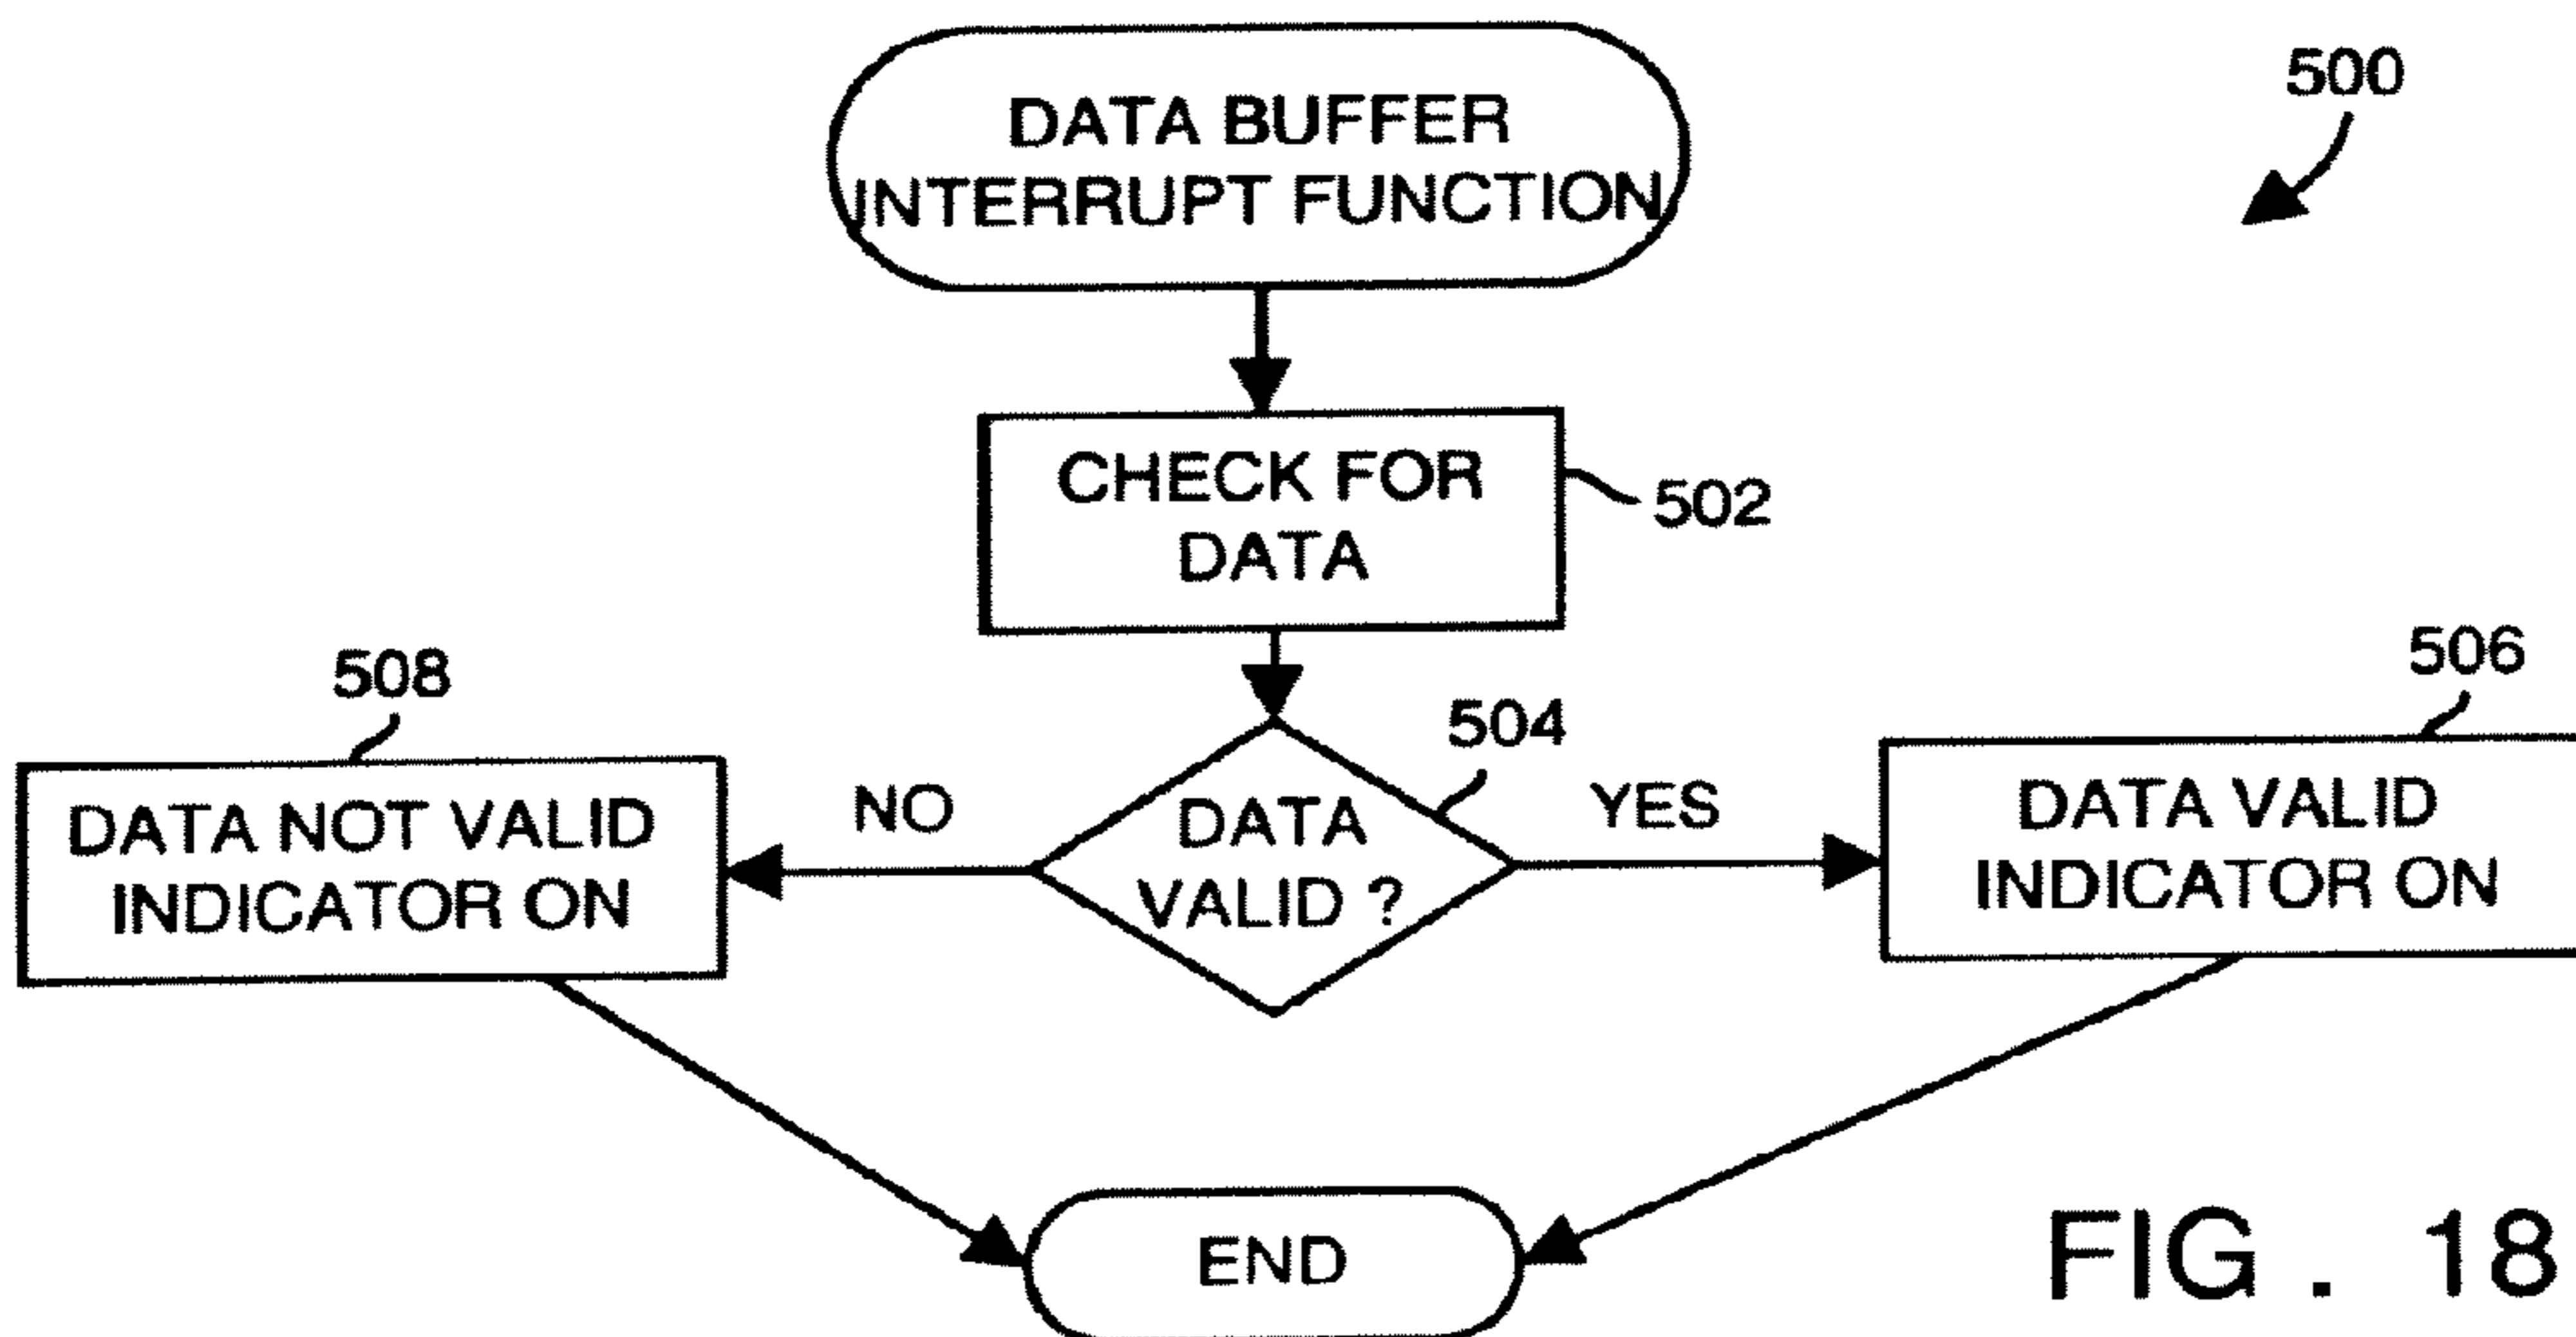 DATA BUFFER
INTERRUPT FUNCTION
500
CHECK FOR
DATA
502
508
504
506
DATA NOT VALID
INDICATOR ON
NO
DATA
VALID ?
YES
DATA VALID
INDICATOR ON
END
FIG . 18